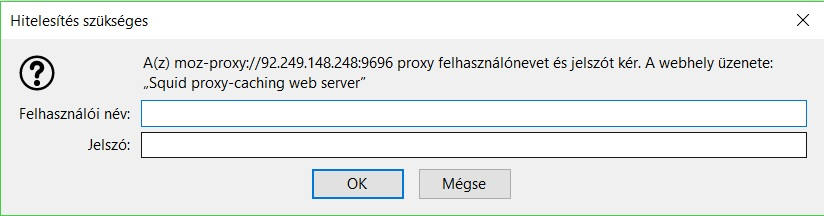 Hitelesítés szükséges
A(z) moz-proxy://92.249.148.248:9696 proxy felhasználónevet és jelszót kér. A webhely üzenete:
„Squid proxy-caching web server”
Felhasználói név:
Jelszó:
OK Mégse